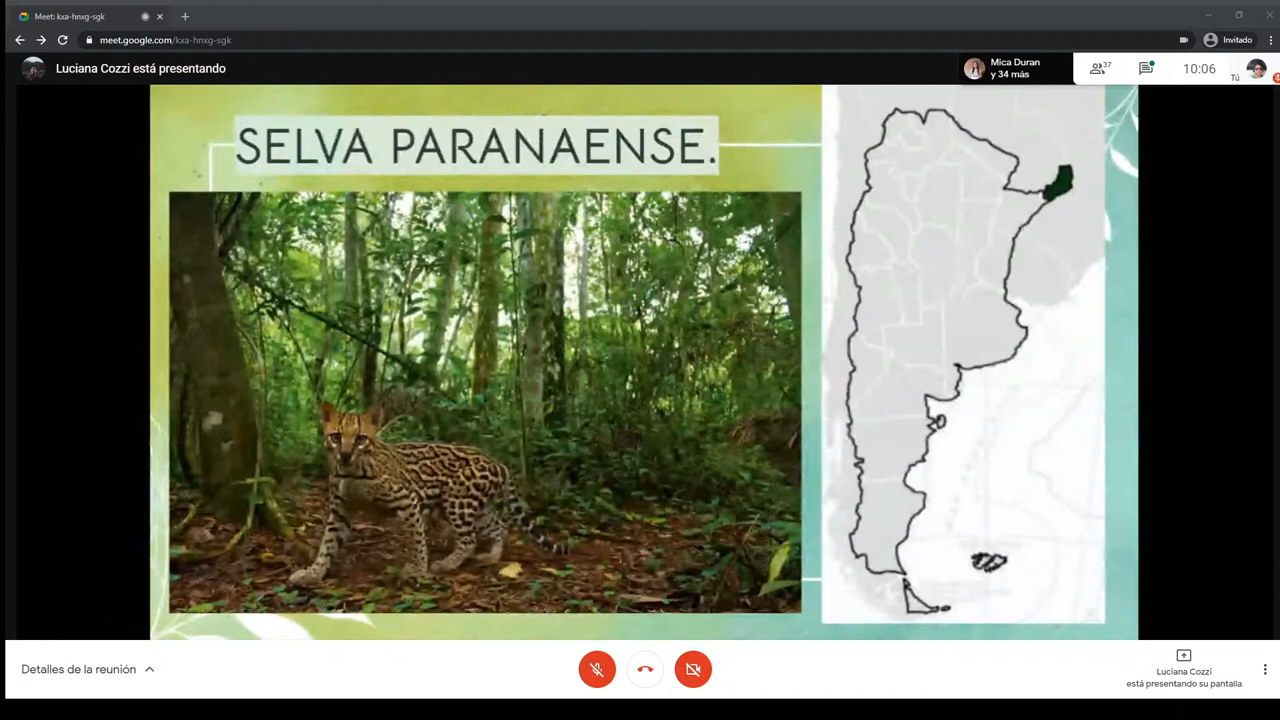 Meet: kxa-hnxg-sgk
meet.google.com/kxa-hnxg-sgk
Invitado
Luciana Cozzi está presentando
Mica Duran
y 34 más
37
10:06
Tú
SELVA PARANAENSE.
Detalles de la reunión
Luciana Cozzi
está presentando su pantalla